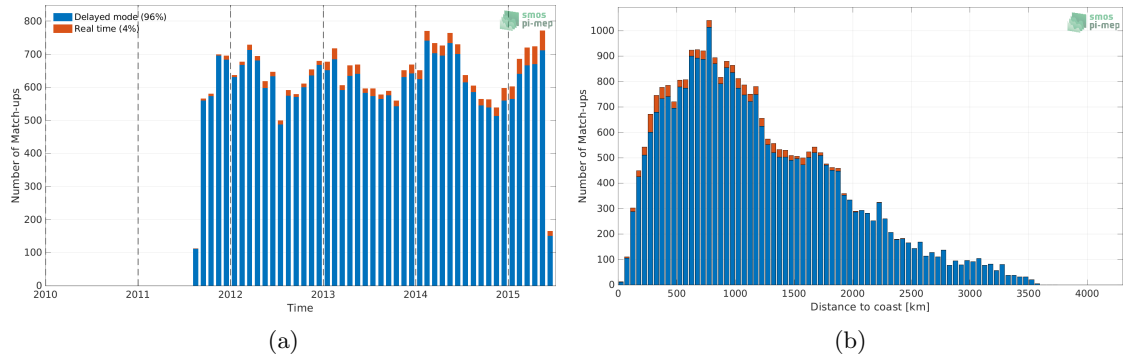 Delayed mode (96%)
Real time (4%)
smos
pi-mep
Number of Match-ups
800
700
600
500
400
300
200
100
0
2010
2011
2012
2013
2014
2015
Time
(a)
smos
pi-mep
Number of Match-ups
1000
900
800
700
600
500
400
300
200
100
0
0
500
1000
1500
2000
2500
3000
3500
4000
Distance to coast [km]
(b)